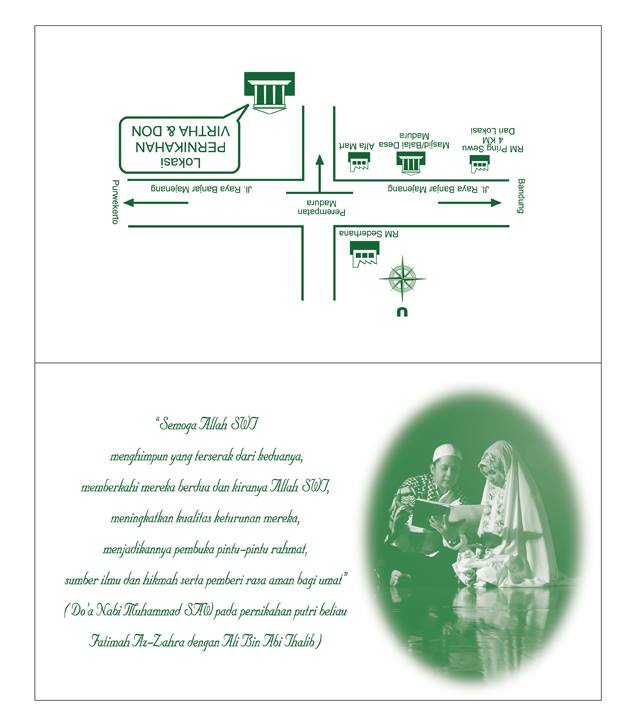 U
RM Sederhana
Bandung
Perempatan
Madura
Purwekerto
Jl. Raya Banjar Majenang
Jl. Raya Banjar Majenang
RM Pring Sewu
4 KM
Dari Lokasi
Masjid/Balai Desa
Madura
Alfa Mart
Lokasi
PERNIKAHAN
VIRTHA & DON
“Semoga Allah SWT
menghimpun yang terserak dari keduanya,
memberkahi mereka berdua dan kiranya Allah SWT,
meningkatkan kualitas keturunan mereka,
menjadikannya pembuka pintu-pintu rahmat,
sumber ilmu dan hikmah serta pemberi rasa aman bagi umat”
( Do'a Nabi Muhammad SAW pada pernikahan putri beliau
Fatimah Az-Zahra dengan Ali Bin Abi Thalib )